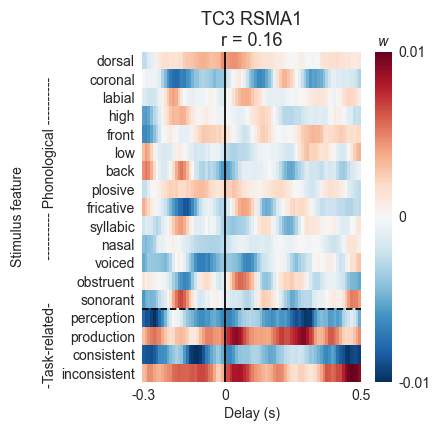 TC3 RSMA1
r = 0.16
w
Stimulus feature
---------- Phonological ----------
-Task-related-
dorsal
coronal
labial
high
front
low
back
plosive
fricative
syllabic
nasal
voiced
obstruent
sonorant
perception
production
consistent
inconsistent
0.01
0
-0.01
-0.3
0
0.5
Delay (s)